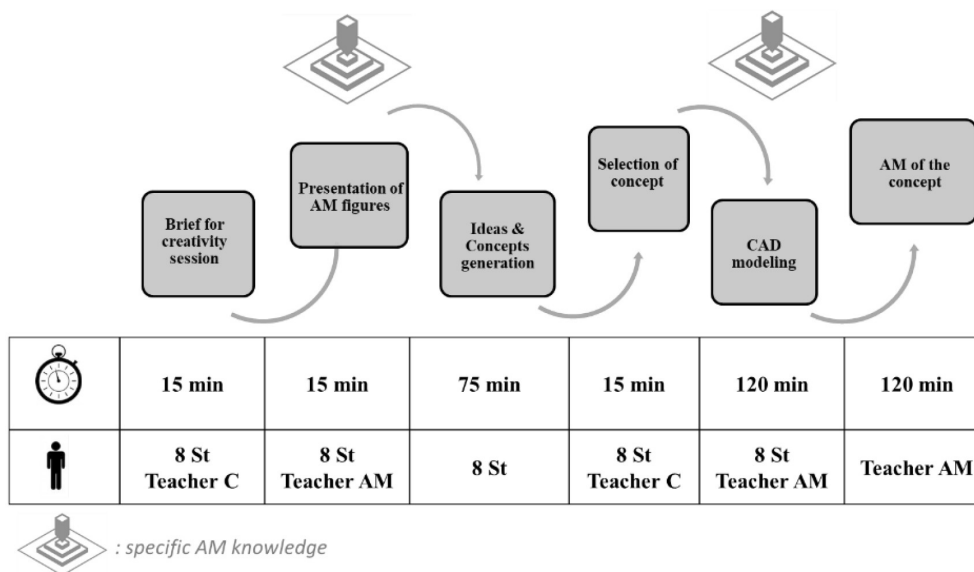 Brief for
creativity
session
Presentation of
AM figures
Ideas &
Concepts
generation
Selection of
concept
CAD
modeling
AM of the
concept
15 min
15 min
75 min
15 min
120 min
120 min
8 St
Teacher C
8 St
Teacher AM
8 St
8 St
Teacher C
8 St
Teacher AM
Teacher AM
: specific AM knowledge